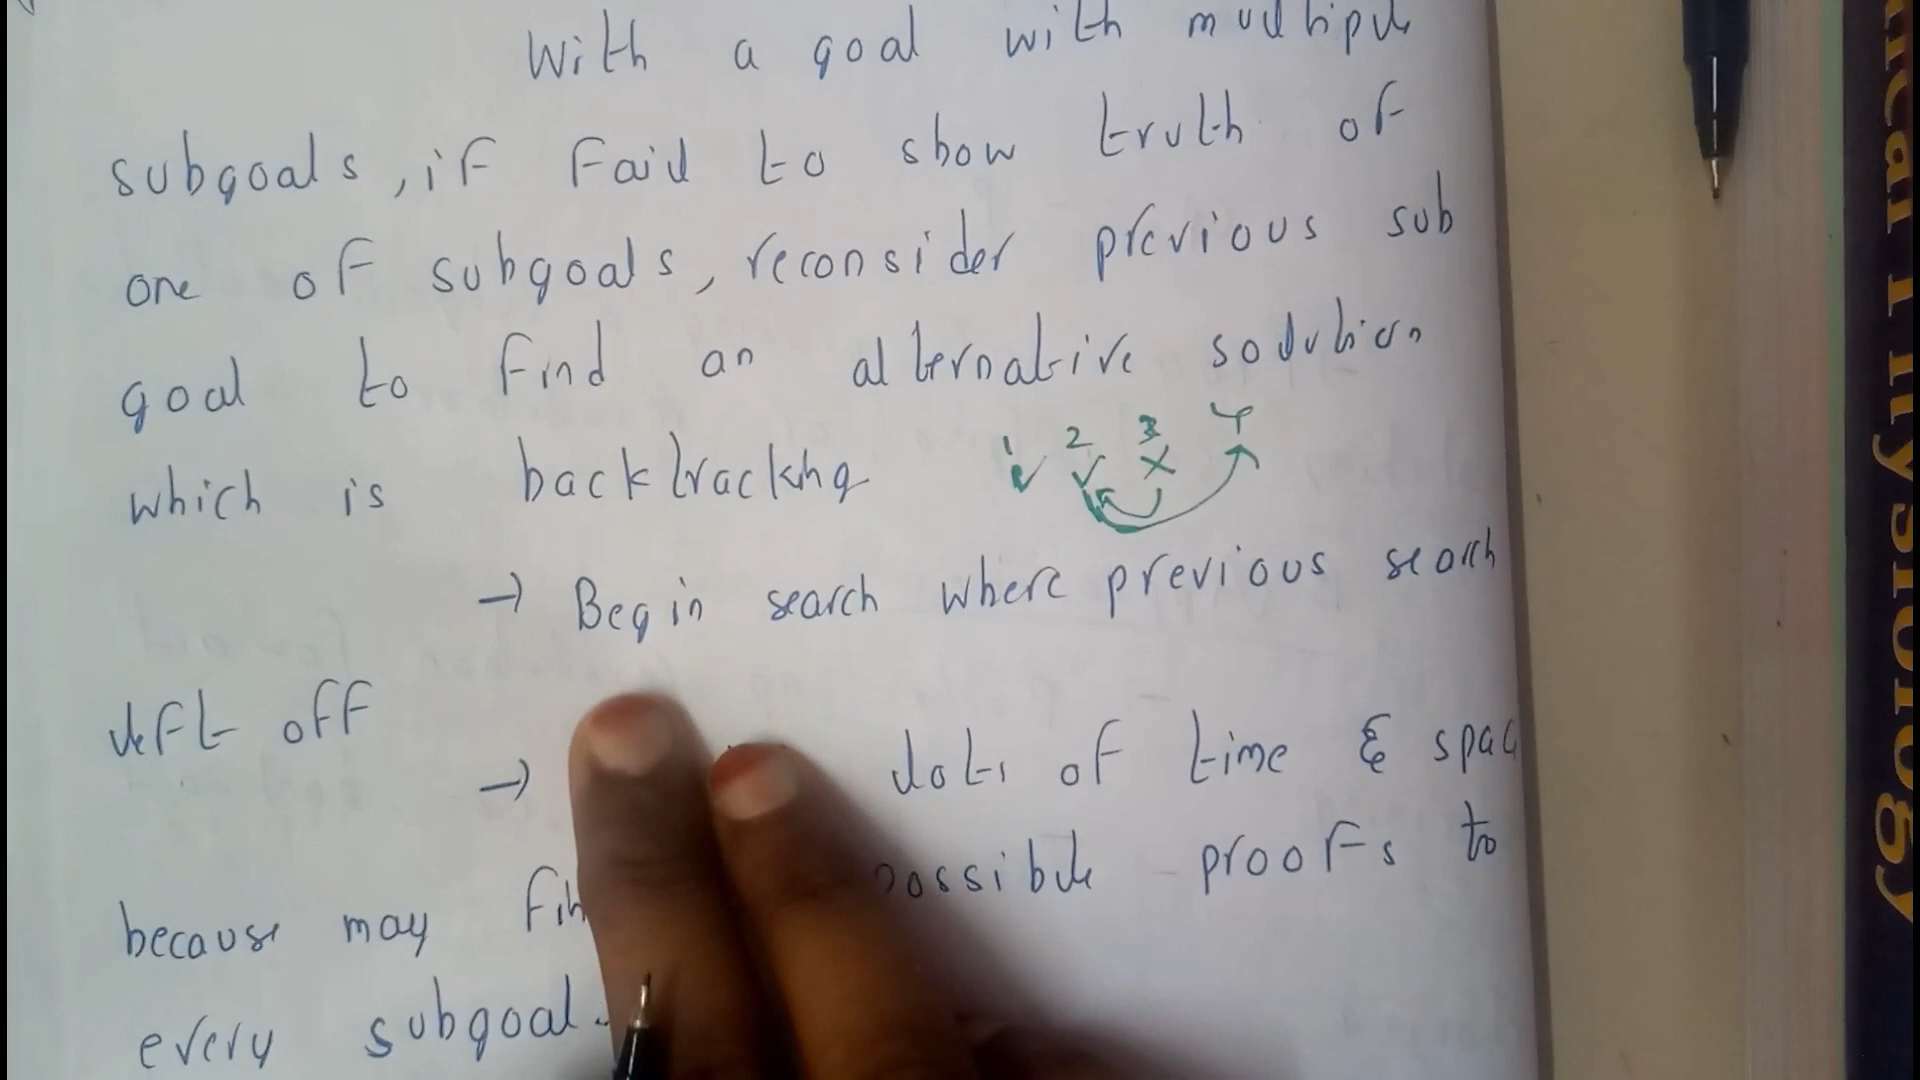 With a goal with multiple
subgoals, if fail to show truth of
one of subgoals, reconsider previous sub
goal to find an alternative solution
which is backtracking
1 2 3 4
→ Begin search where previous search
left off
→ lots of time & spac
because may possible proofs to
every subgoal.
ology